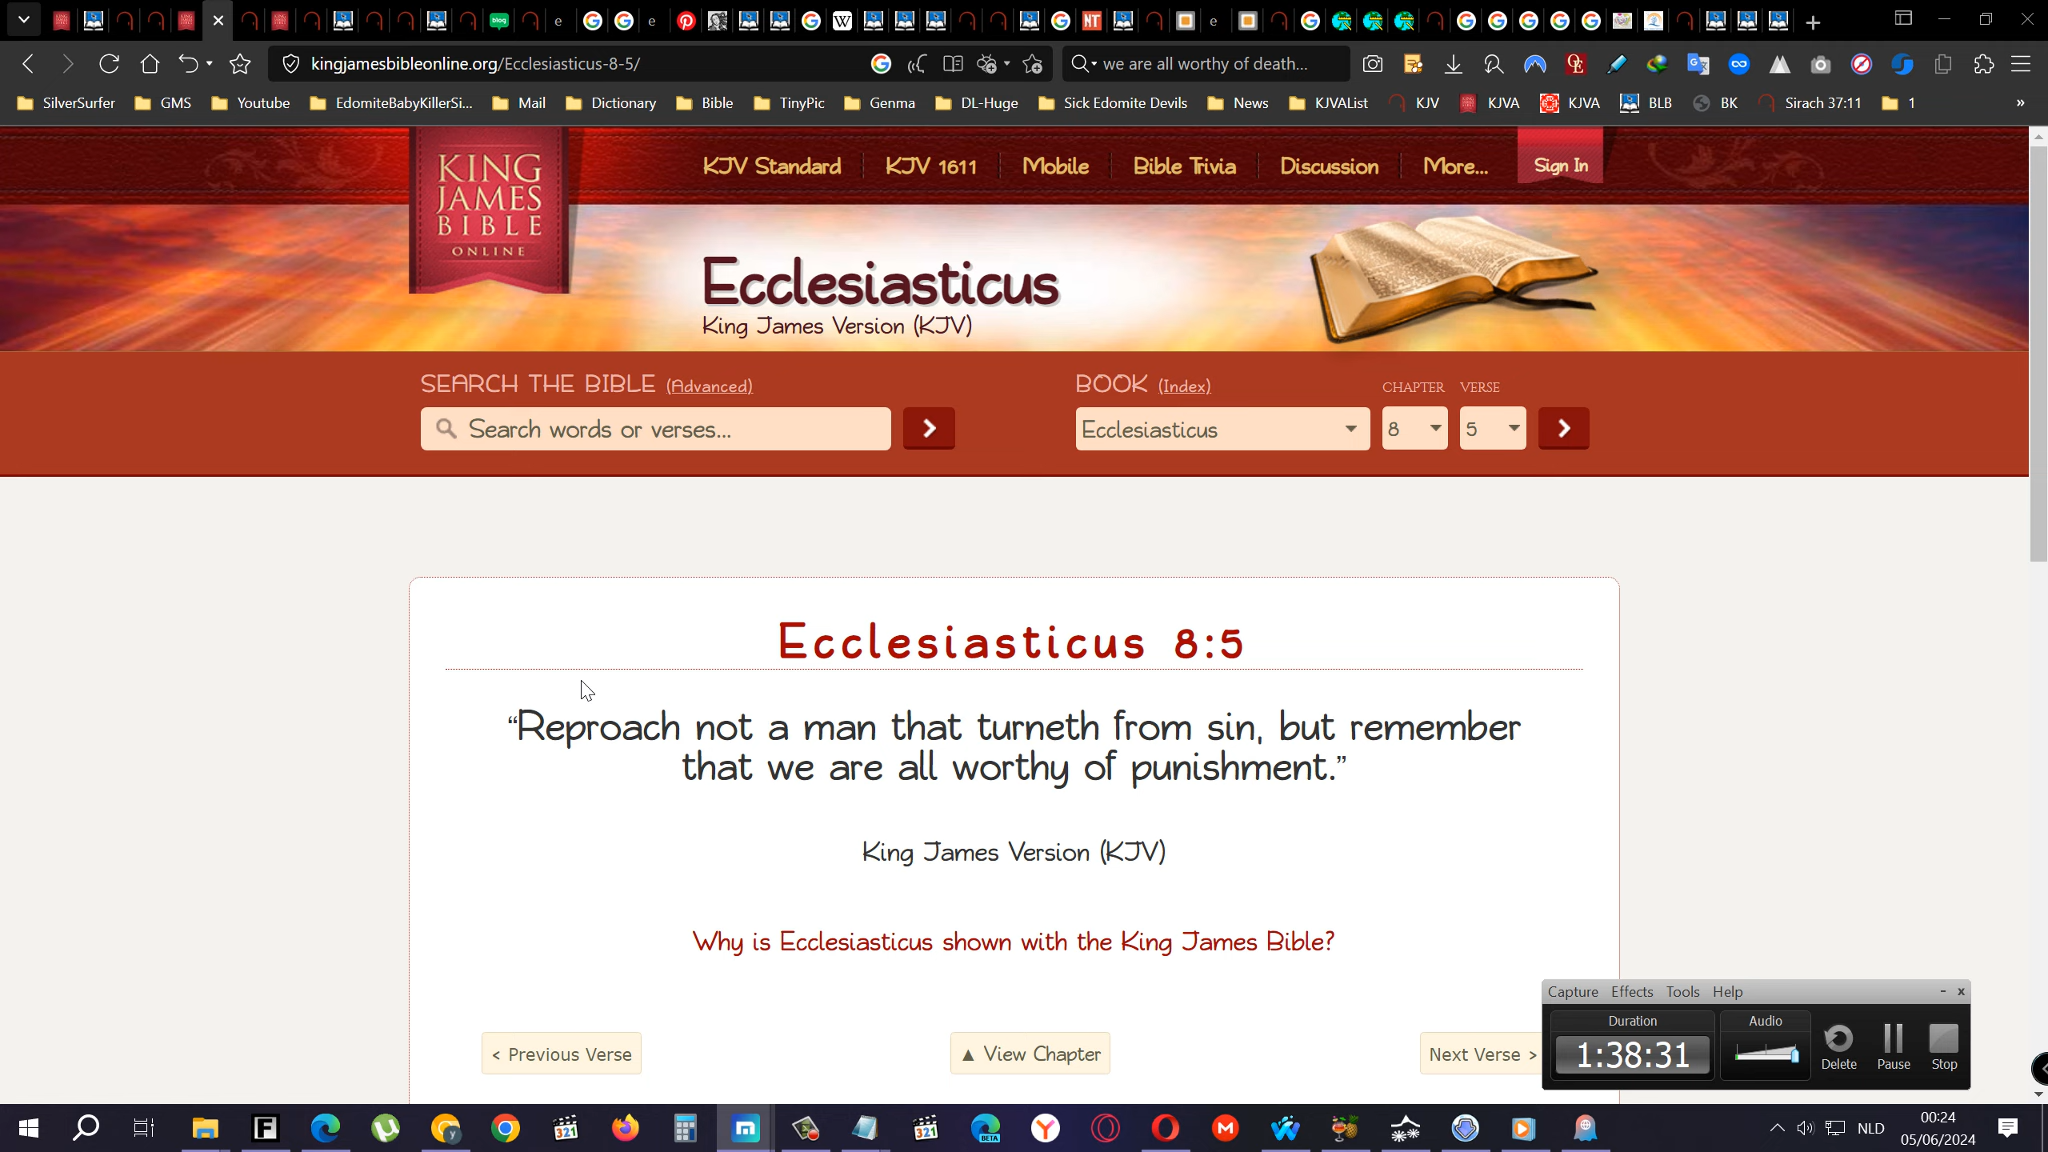 kingjamesbibleonline.org/Ecclesiasticus-8-5/
we are all worthy of death...
SilverSurfer GMS Youtube EdomiteBabyKillerSi... Mail Dictionary Bible TinyPic Genma DL-Huge Sick Edomite Devils News KJVAList KJV KJVA KJVA BLB BK Sirach 37:11 1 »
KING JAMES BIBLE ONLINE
KJV Standard KJV 1611 Mobile Bible Trivia Discussion More... Sign In
Ecclesiasticus
King James Version (KJV)
SEARCH THE BIBLE (Advanced)
BOOK (Index) CHAPTER VERSE
Search words or verses...
Ecclesiasticus 8 5
Ecclesiasticus 8:5
“Reproach not a man that turneth from sin, but remember
that we are all worthy of punishment.”
King James Version (KJV)
Why is Ecclesiasticus shown with the King James Bible?
< Previous Verse ▲ View Chapter Next Verse >
Capture Effects Tools Help
Duration Audio
1:38:31
Delete Pause Stop
NLD
00:24
05/06/2024